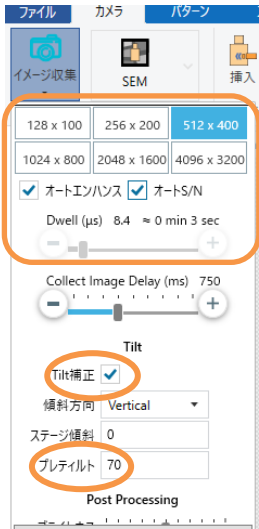 ファイル カメラ パターン
イメージ収集 SEM 挿入
128 x 100 256 x 200 512 x 400
1024 x 800 2048 x 1600 4096 x 3200
オートエンハンス オートS/N
Dwell (μs) 8.4 ≈ 0 min 3 sec
Collect Image Delay (ms) 750
Tilt
Tilt補正
傾斜方向 Vertical
ステージ傾斜 0
プレティルト 70
Post Processing